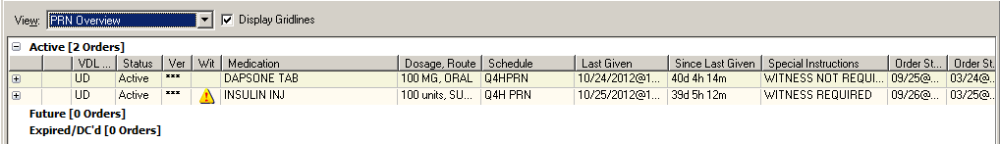 View: PRN Overview Display Gridlines
Active [2 Orders]
VDL ... Status Ver Wit Medication Dosage, Route Schedule Last Given Since Last Given Special Instructions Order St... Order St.
UD Active *** DAPSONE TAB 100 MG, ORAL Q4HPRN 10/24/2012@1... 40d 4h 14m WITNESS NOT REQUI... 09/25@... 03/24@...
UD Active *** INSULIN INJ 100 units, SU... Q4H PRN 10/25/2012@1... 39d 5h 12m WITNESS REQUIRED 09/26@... 03/25@...
Future [0 Orders]
Expired/DC'd [0 Orders]